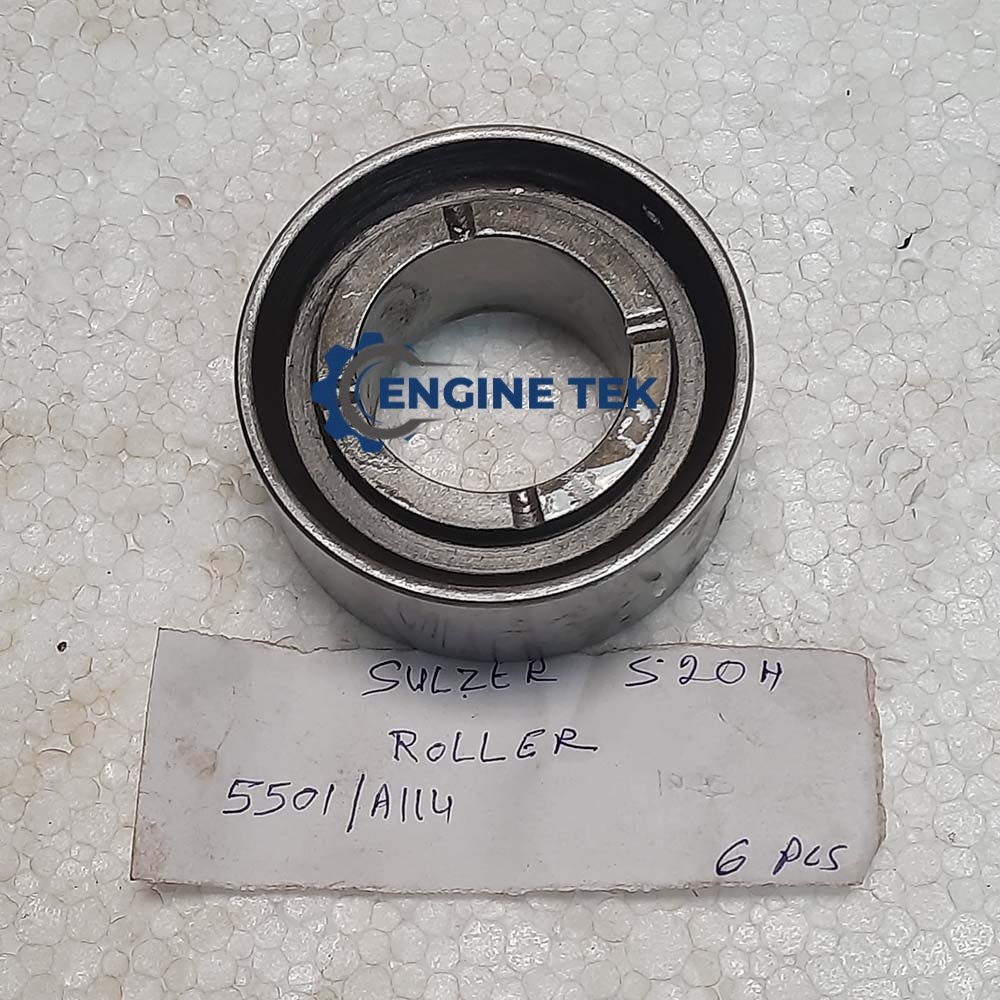 ENGINE TEK
SULZER S20H
ROLLER
5501/A114
6 PCS